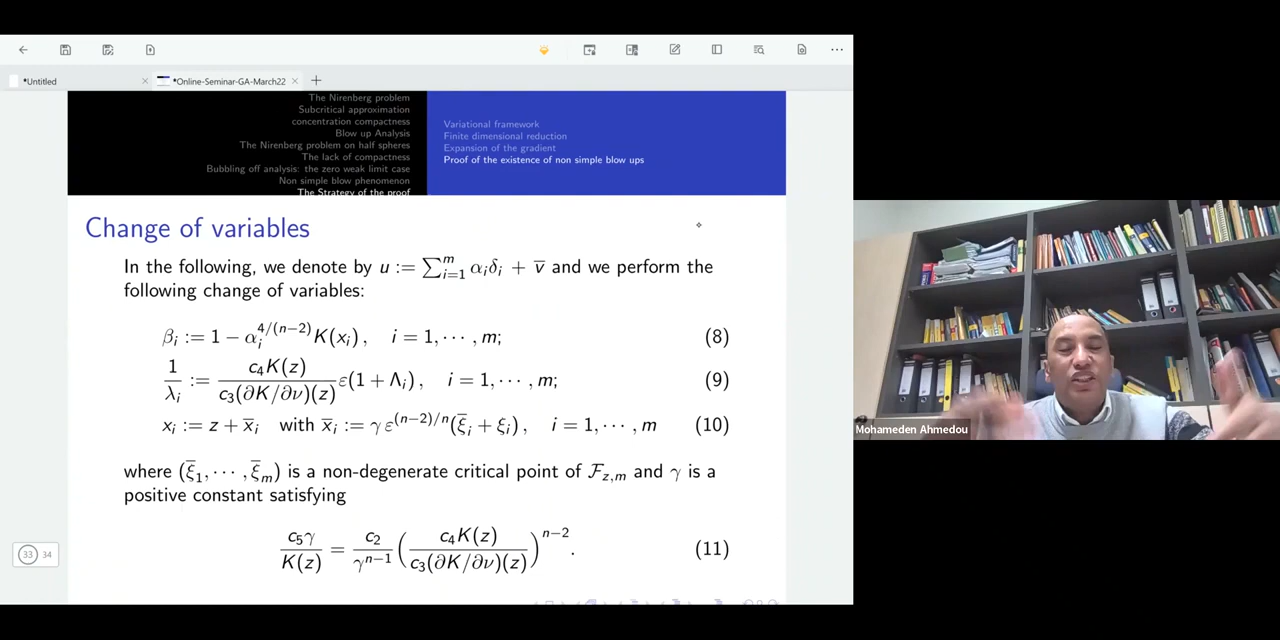 *Untitled
*Online-Seminar-GA-March22
The Nirenberg problem
Subcritical approximation
concentration compactness
Blow up Analysis
The Nirenberg problem on half spheres
The lack of compactness
Bubbling off analysis: the zero weak limit case
Non simple blow phenomenon
The Strategy of the proof
Variational framework
Finite dimensional reduction
Expansion of the gradient
Proof of the existence of non simple blow ups
Change of variables
In the following, we denote by u := ∑_{i=1}^{m} α_i δ_i + v̅ and we perform the
following change of variables:
β_i := 1 − α_i^{4/(n−2)} K(x_i) , i = 1, ⋯ , m; (8)
1/λ_i := c_4 K(z) / c_3(∂K/∂ν)(z) ε(1 + Λ_i) , i = 1, ⋯ , m; (9)
x_i := z + x̅_i with x̅_i := γ ε^{(n−2)/n}(ξ̅_i + ξ_i) , i = 1, ⋯ , m (10)
where (ξ̅_1, ⋯ , ξ̅_m) is a non-degenerate critical point of ℱ_{z,m} and γ is a
positive constant satisfying
c_5 γ / K(z) = c_2 / γ^{n−1} ( c_4 K(z) / c_3(∂K/∂ν)(z) )^{n−2} . (11)
33 34
Mohameden Ahmedou